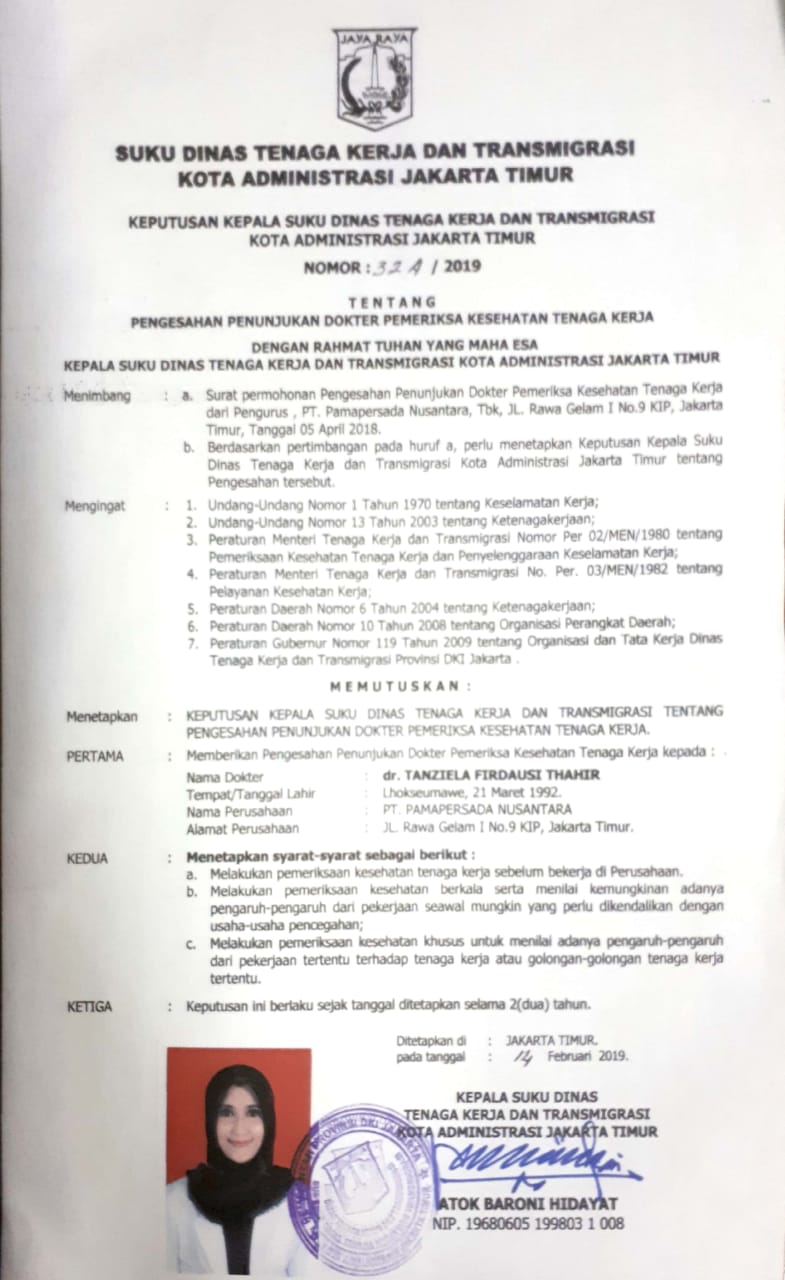 JAYA RAYA
SUKU DINAS TENAGA KERJA DAN TRANSMIGRASI
KOTA ADMINISTRASI JAKARTA TIMUR
KEPUTUSAN KEPALA SUKU DINAS TENAGA KERJA DAN TRANSMIGRASI
KOTA ADMINISTRASI JAKARTA TIMUR
NOMOR : 32 A / 2019
T E N T A N G
PENGESAHAN PENUNJUKAN DOKTER PEMERIKSA KESEHATAN TENAGA KERJA
DENGAN RAHMAT TUHAN YANG MAHA ESA
KEPALA SUKU DINAS TENAGA KERJA DAN TRANSMIGRASI KOTA ADMINISTRASI JAKARTA TIMUR
Menimbang : a. Surat permohonan Pengesahan Penunjukan Dokter Pemeriksa Kesehatan Tenaga Kerja
dari Pengurus , PT. Pamapersada Nusantara, Tbk, JL. Rawa Gelam I No.9 KIP, Jakarta
Timur, Tanggal 05 April 2018.
b. Berdasarkan pertimbangan pada huruf a, perlu menetapkan Keputusan Kepala Suku
Dinas Tenaga Kerja dan Transmigrasi Kota Administrasi Jakarta Timur tentang
Pengesahan tersebut.
Mengingat : 1. Undang-Undang Nomor 1 Tahun 1970 tentang Keselamatan Kerja;
2. Undang-Undang Nomor 13 Tahun 2003 tentang Ketenagakerjaan;
3. Peraturan Menteri Tenaga Kerja dan Transmigrasi Nomor Per 02/MEN/1980 tentang
Pemeriksaan Kesehatan Tenaga Kerja dan Penyelenggaraan Keselamatan Kerja;
4. Peraturan Menteri Tenaga Kerja dan Transmigrasi No. Per. 03/MEN/1982 tentang
Pelayanan Kesehatan Kerja;
5. Peraturan Daerah Nomor 6 Tahun 2004 tentang Ketenagakerjaan;
6. Peraturan Daerah Nomor 10 Tahun 2008 tentang Organisasi Perangkat Daerah;
7. Peraturan Gubernur Nomor 119 Tahun 2009 tentang Organisasi dan Tata Kerja Dinas
Tenaga Kerja dan Transmigrasi Provinsi DKI Jakarta .
M E M U T U S K A N :
Menetapkan : KEPUTUSAN KEPALA SUKU DINAS TENAGA KERJA DAN TRANSMIGRASI TENTANG
PENGESAHAN PENUNJUKAN DOKTER PEMERIKSA KESEHATAN TENAGA KERJA.
PERTAMA : Memberikan Pengesahan Penunjukan Dokter Pemeriksa Kesehatan Tenaga Kerja kepada :
Nama Dokter : dr. TANZIELA FIRDAUSI THAHIR
Tempat/Tanggal Lahir : Lhokseumawe, 21 Maret 1992.
Nama Perusahaan : PT. PAMAPERSADA NUSANTARA
Alamat Perusahaan : JL. Rawa Gelam I No.9 KIP, Jakarta Timur.
KEDUA : Menetapkan syarat-syarat sebagai berikut :
a. Melakukan pemeriksaan kesehatan tenaga kerja sebelum bekerja di Perusahaan.
b. Melakukan pemeriksaan kesehatan berkala serta menilai kemungkinan adanya
pengaruh-pengaruh dari pekerjaan seawal mungkin yang perlu dikendalikan dengan
usaha-usaha pencegahan;
c. Melakukan pemeriksaan kesehatan khusus untuk menilai adanya pengaruh-pengaruh
dari pekerjaan tertentu terhadap tenaga kerja atau golongan-golongan tenaga kerja
tertentu.
KETIGA : Keputusan ini berlaku sejak tanggal ditetapkan selama 2(dua) tahun.
Ditetapkan di : JAKARTA TIMUR.
pada tanggal : 14 Februari 2019.
KEPALA SUKU DINAS
TENAGA KERJA DAN TRANSMIGRASI
KOTA ADMINISTRASI JAKARTA TIMUR
ATOK BARONI HIDAYAT
NIP. 19680605 199803 1 008